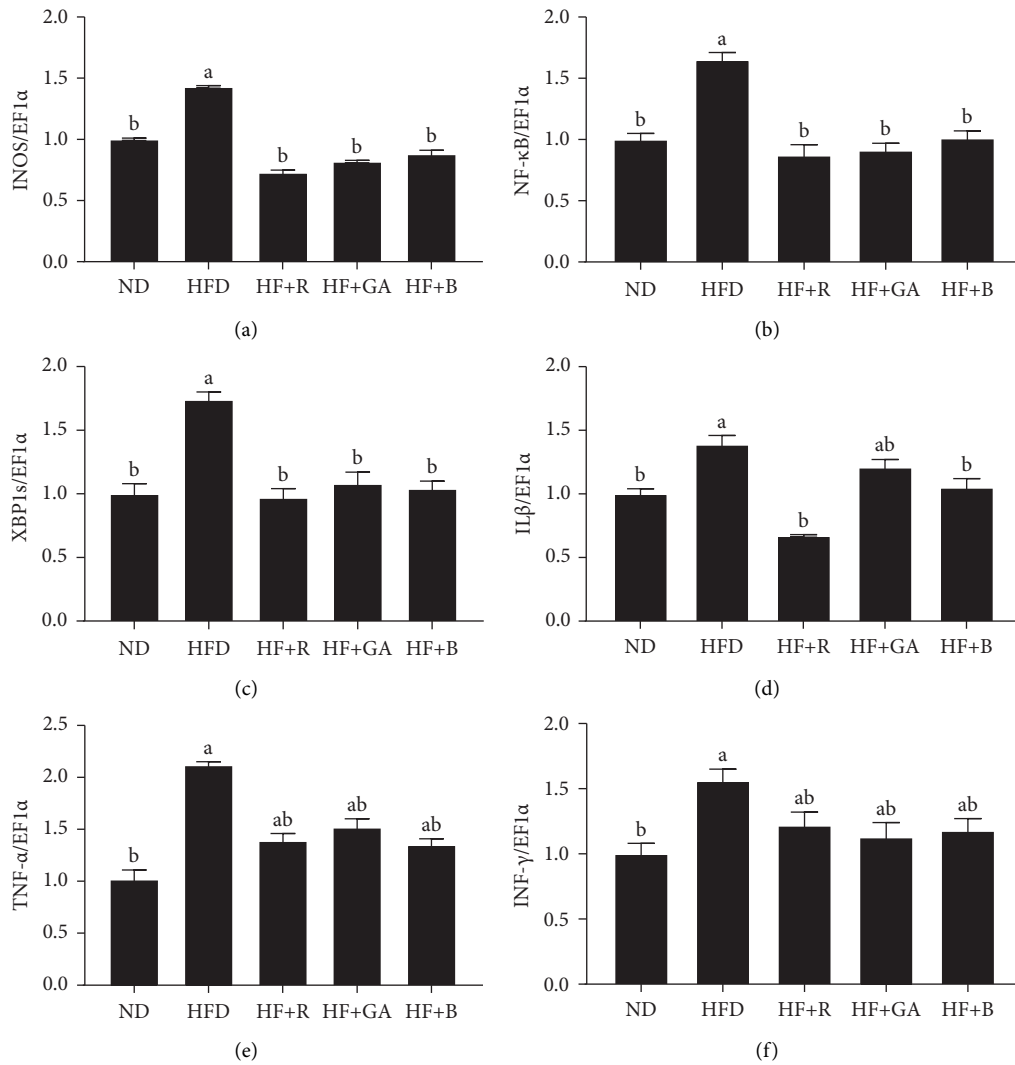 2.0
1.5
1.0
0.5
0.0
INOS/EF1α
b
a
b
b
b
ND HFD HF+R HF+GA HF+B
(a)
2.0
1.5
1.0
0.5
0.0
NF-κB/EF1α
b
a
b
b
b
ND HFD HF+R HF+GA HF+B
(b)
2.0
1.5
1.0
0.5
0.0
XBP1s/EF1α
b
a
b
b
b
ND HFD HF+R HF+GA HF+B
(c)
2.0
1.5
1.0
0.5
0.0
ILβ/EF1α
b
a
b
ab
b
ND HFD HF+R HF+GA HF+B
(d)
2.5
2.0
1.5
1.0
0.5
0.0
TNF-α/EF1α
b
a
ab
ab
ab
ND HFD HF+R HF+GA HF+B
(e)
2.0
1.5
1.0
0.5
0.0
INF-γ/EF1α
b
a
ab
ab
ab
ND HFD HF+R HF+GA HF+B
(f)